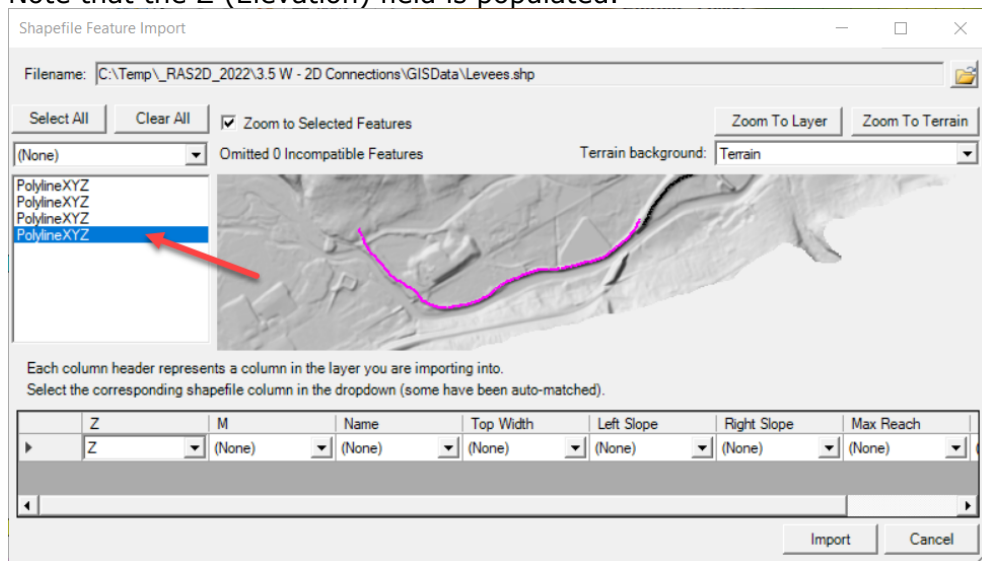 Note that the Z (Elevation) field is populated.
Shapefile Feature Import
Filename: C:\Temp\_RAS2D_2022\3.5 W - 2D Connections\GISData\Levees.shp
Select All Clear All Zoom to Selected Features Zoom To Layer Zoom To Terrain
(None) Omitted 0 Incompatible Features Terrain background: Terrain
PolylineXYZ
PolylineXYZ
PolylineXYZ
PolylineXYZ
Each column header represents a column in the layer you are importing into.
Select the corresponding shapefile column in the dropdown (some have been auto-matched).
Z M Name Top Width Left Slope Right Slope Max Reach
Z (None) (None) (None) (None) (None) (None)
Import Cancel